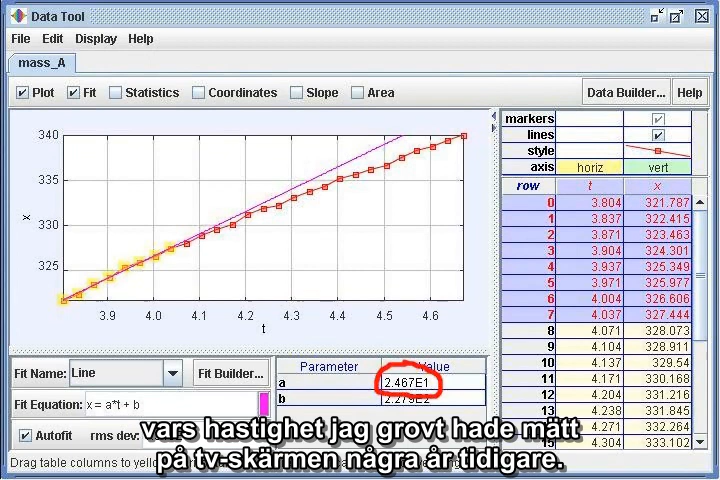 Data Tool
File Edit Display Help
mass_A
Plot Fit Statistics Coordinates Slope Area Data Builder... Help
340
335
330
325
x
3.9 4.0 4.1 4.2 4.3 4.4 4.5 4.6
t
markers
lines
style
axis horiz vert
row t x
0 3.804 321.787
1 3.837 322.415
2 3.871 323.463
3 3.904 324.301
4 3.937 325.349
5 3.971 325.977
6 4.004 326.606
7 4.037 327.444
8 4.071 328.073
9 4.104 328.911
10 4.137 329.54
11 4.171 330.168
12 4.204 331.216
13 4.238 331.845
14 4.271 332.264
15 4.304 333.102
Fit Name: Line Fit Builder...
Fit Equation: x = a*t + b
Autofit rms dev:
Parameter Value
a 2.467E1
b 2.279E2
vars hastighet jag grovt hade mätt
på tv-skärmen några år tidigare.
Drag table columns to yello